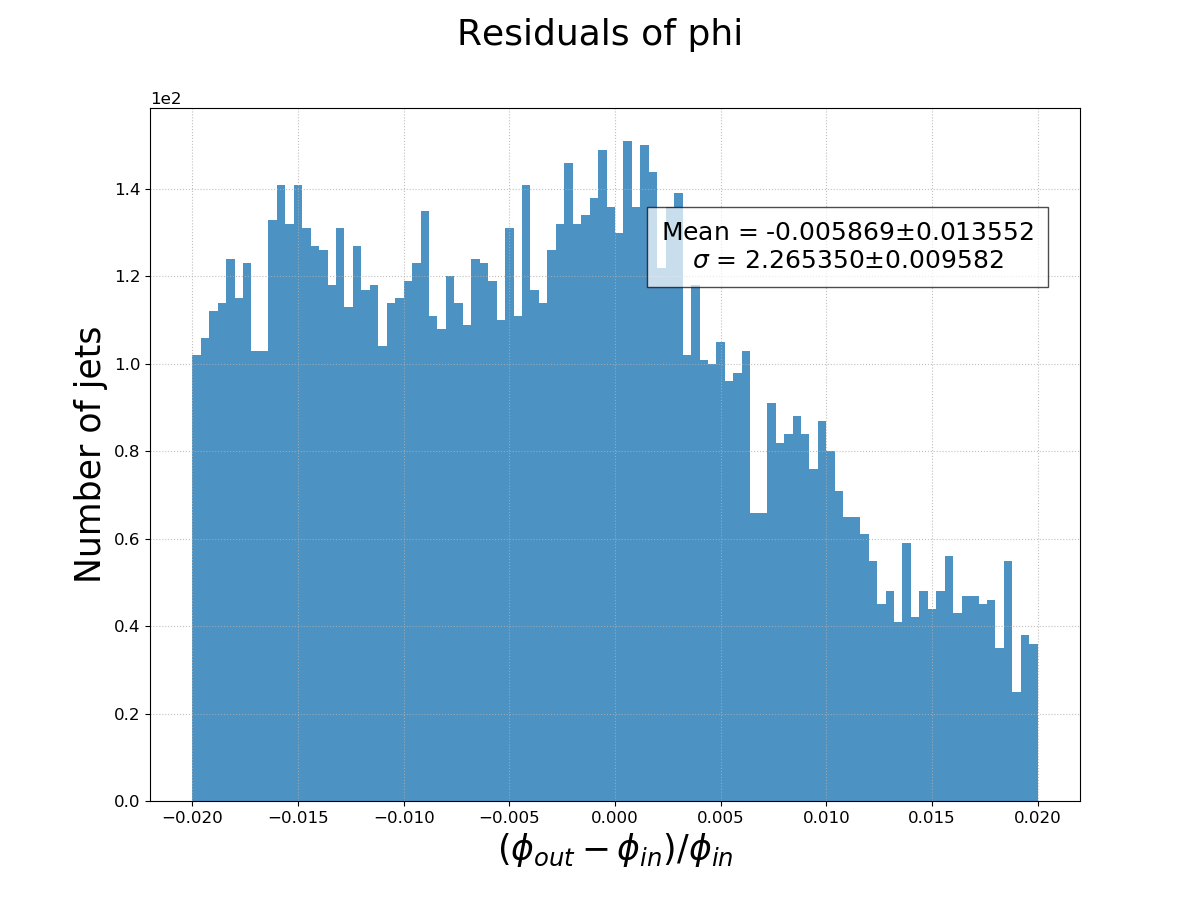 Residuals of phi
1e2
1.4
1.2
1.0
0.8
0.6
0.4
0.2
0.0
Number of jets
Mean = -0.005869±0.013552
σ = 2.265350±0.009582
−0.020 −0.015 −0.010 −0.005 0.000 0.005 0.010 0.015 0.020
(ϕ_out − ϕ_in)/ϕ_in